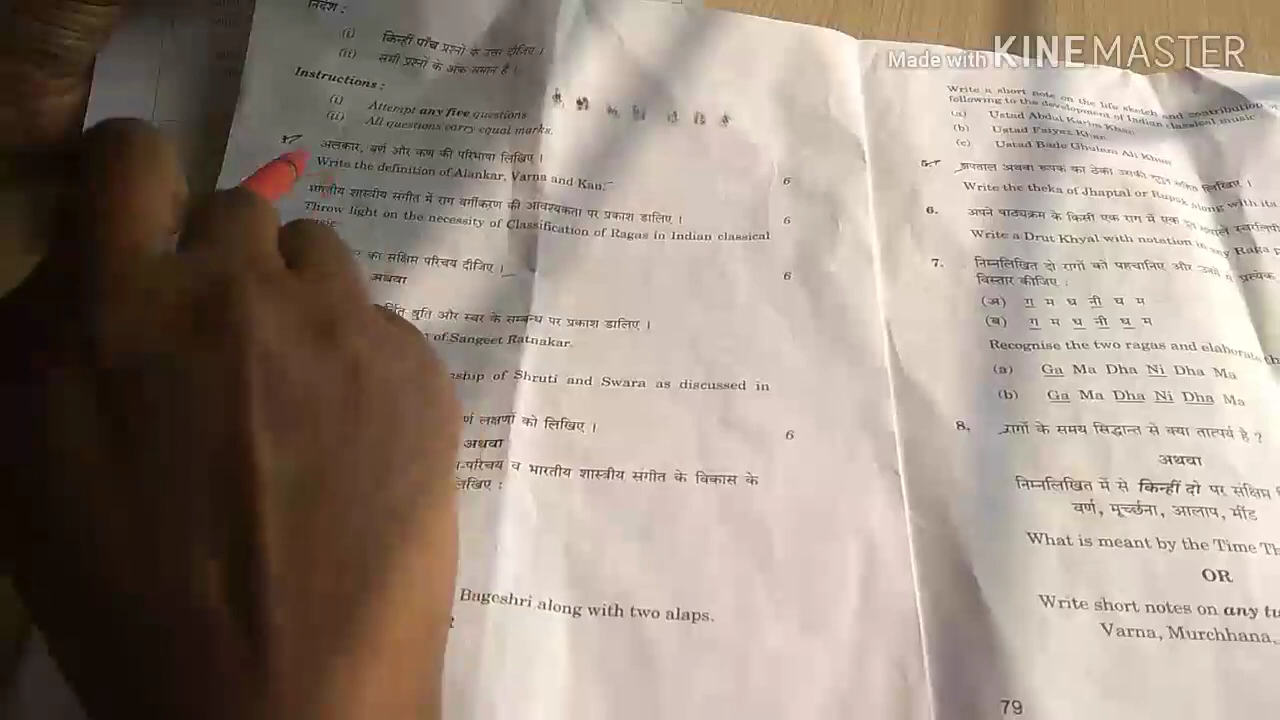 निर्देश :
(i) किन्हीं पाँच प्रश्नों के उत्तर दीजिए ।
(ii) सभी प्रश्नों के अंक समान हैं ।
Instructions :
(i) Attempt any five questions
(ii) All questions carry equal marks.
अलंकार, वर्ण और कण की परिभाषा लिखिए ।
Write the definition of Alankar, Varna and Kan. 6
भारतीय शास्त्रीय संगीत में राग वर्गीकरण की आवश्यकता पर प्रकाश डालिए ।
Throw light on the necessity of Classification of Ragas in Indian classical 6
का संक्षिप्त परिचय दीजिए । 6
अथवा
श्रुति और स्वर के सम्बन्ध पर प्रकाश डालिए ।
of Sangeet Ratnakar.
of Shruti and Swara as discussed in
लक्षणों को लिखिए । 6
अथवा
व भारतीय शास्त्रीय संगीत के विकास के
लिखिए :
Bageshri along with two alaps.
Made with KINEMASTER
Write a short note on the life sketch and contribution
following to the development of Indian classical music
(a) Ustad Abdul Karim Khan
(b) Ustad Faiyaz Khan
(c) Ustad Bade Ghulam Ali Khan
झपताल अथवा रूपक का ठेका लिखिए ।
Write the theka of Jhaptal or Rupak along with its
6. अपने पाठ्यक्रम के किसी एक राग में एक
Write a Drut Khyal with notation in any Raga
7. निम्नलिखित दो रागों को पहचानिए और प्रत्येक
विस्तार कीजिए :
(अ) ग म ध नी ध म
(ब) ग म ध नी ध म
Recognise the two ragas and elaborate
(a) Ga Ma Dha Ni Dha Ma
(b) Ga Ma Dha Ni Dha Ma
8. रागों के समय सिद्धान्त से क्या तात्पर्य है ?
अथवा
निम्नलिखित में से किन्हीं दो पर संक्षिप्त
वर्ण, मूर्च्छना, आलाप, मींड
What is meant by the Time
OR
Write short notes on any
Varna, Murchhana,
79